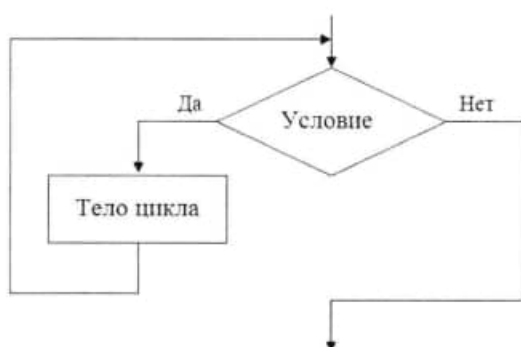 Да
Условие
Нет
Тело цикла